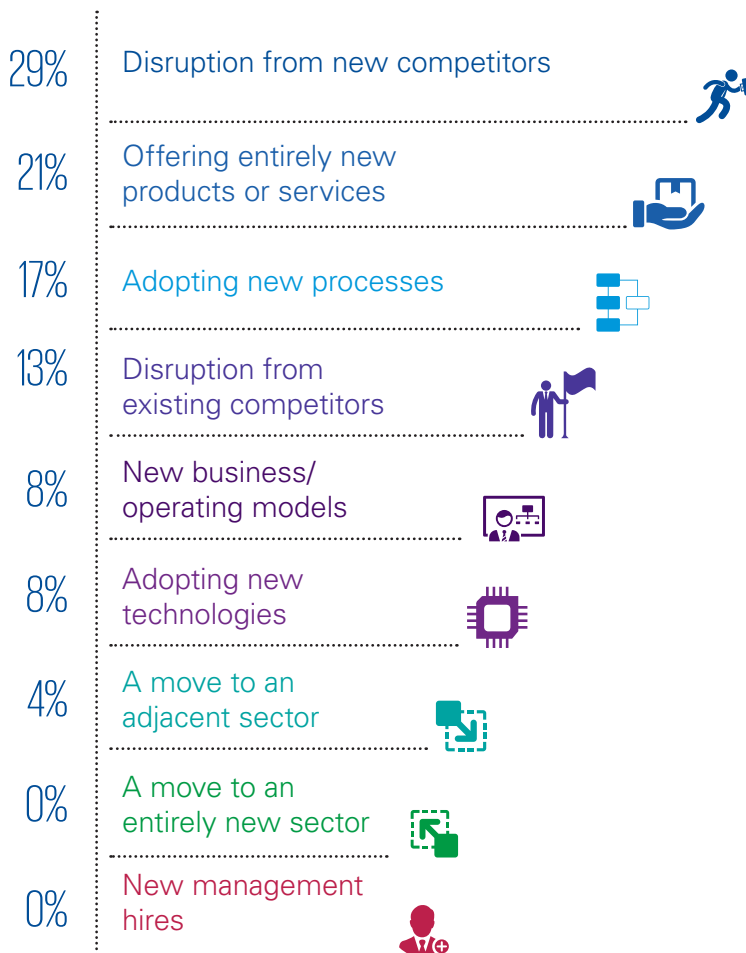 29%
Disruption from new competitors
21%
Offering entirely new
products or services
17%
Adopting new processes
13%
Disruption from
existing competitors
8%
New business/
operating models
8%
Adopting new
technologies
4%
A move to an
adjacent sector
0%
A move to an
entirely new sector
0%
New management
hires